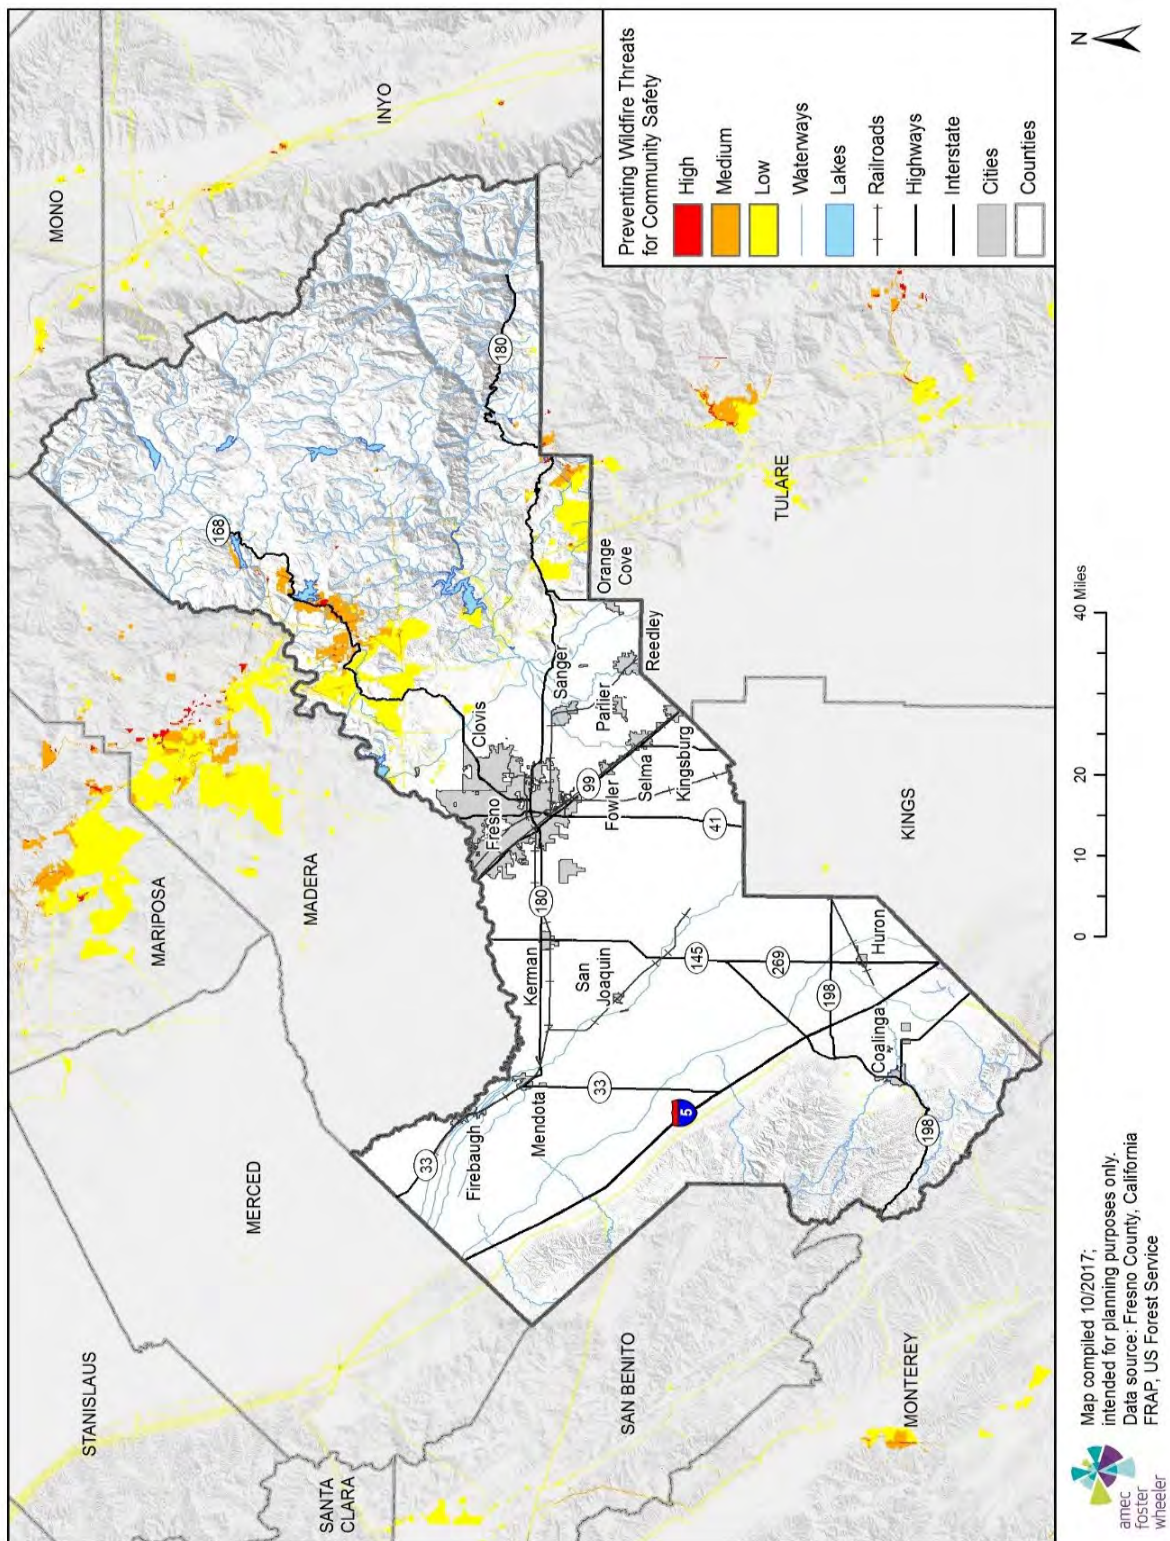 Preventing Wildfire Threats
for Community Safety
High
Medium
Low
Waterways
Lakes
Railroads
Highways
Interstate
Cities
Counties
N
STANISLAUS
SANTA
CLARA
MERCED
MARIPOSA
MADERA
MONO
INYO
SAN BENITO
MONTEREY
KINGS
TULARE
168
180
180
33
33
5
145
269
198
198
41
99
Firebaugh
Mendota
Kerman
San
Joaquin
Fresno
Clovis
Sanger
Fowler
Selma
Kingsburg
Parlier
Reedley
Orange
Cove
Coalinga
Huron
0
10
20
40 Miles
amec
foster
wheeler
Map compiled 10/2017;
intended for planning purposes only.
Data source: Fresno County, California
FRAP, US Forest Service